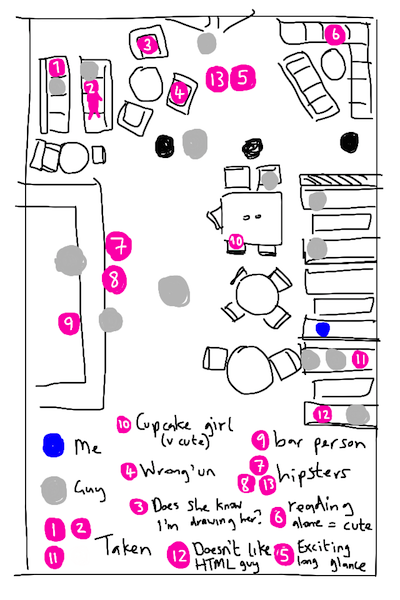 3
6
1
2
13 5
4
7
10
8
9
11
12
10 Cupcake girl
(v cute)
Me
9 bar person
4 Wrong'un
7
8 13 hipsters
Guy
3 Does she know
I'm drawing her?
6 reading
alone = cute
1 2
11 Taken
12 Doesn't like
HTML guy
5 Exciting
long glance